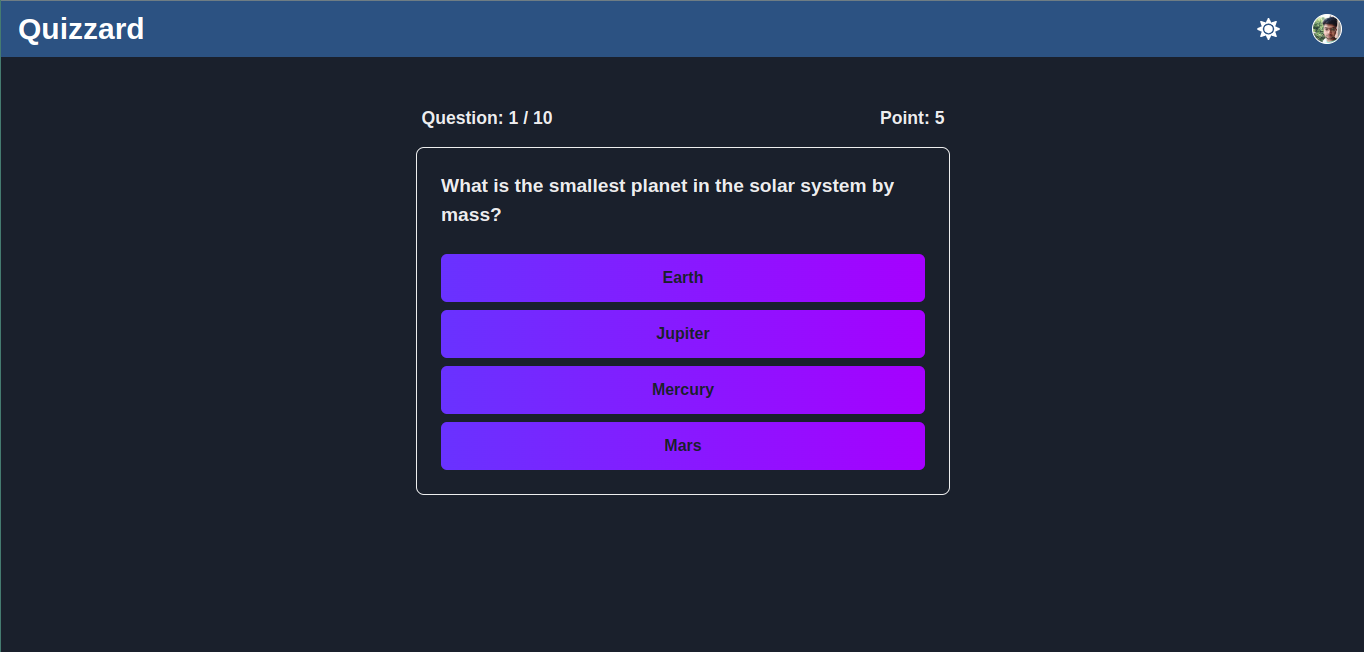 Quizzard
Question: 1 / 10
Point: 5
What is the smallest planet in the solar system by
mass?
Earth
Jupiter
Mercury
Mars